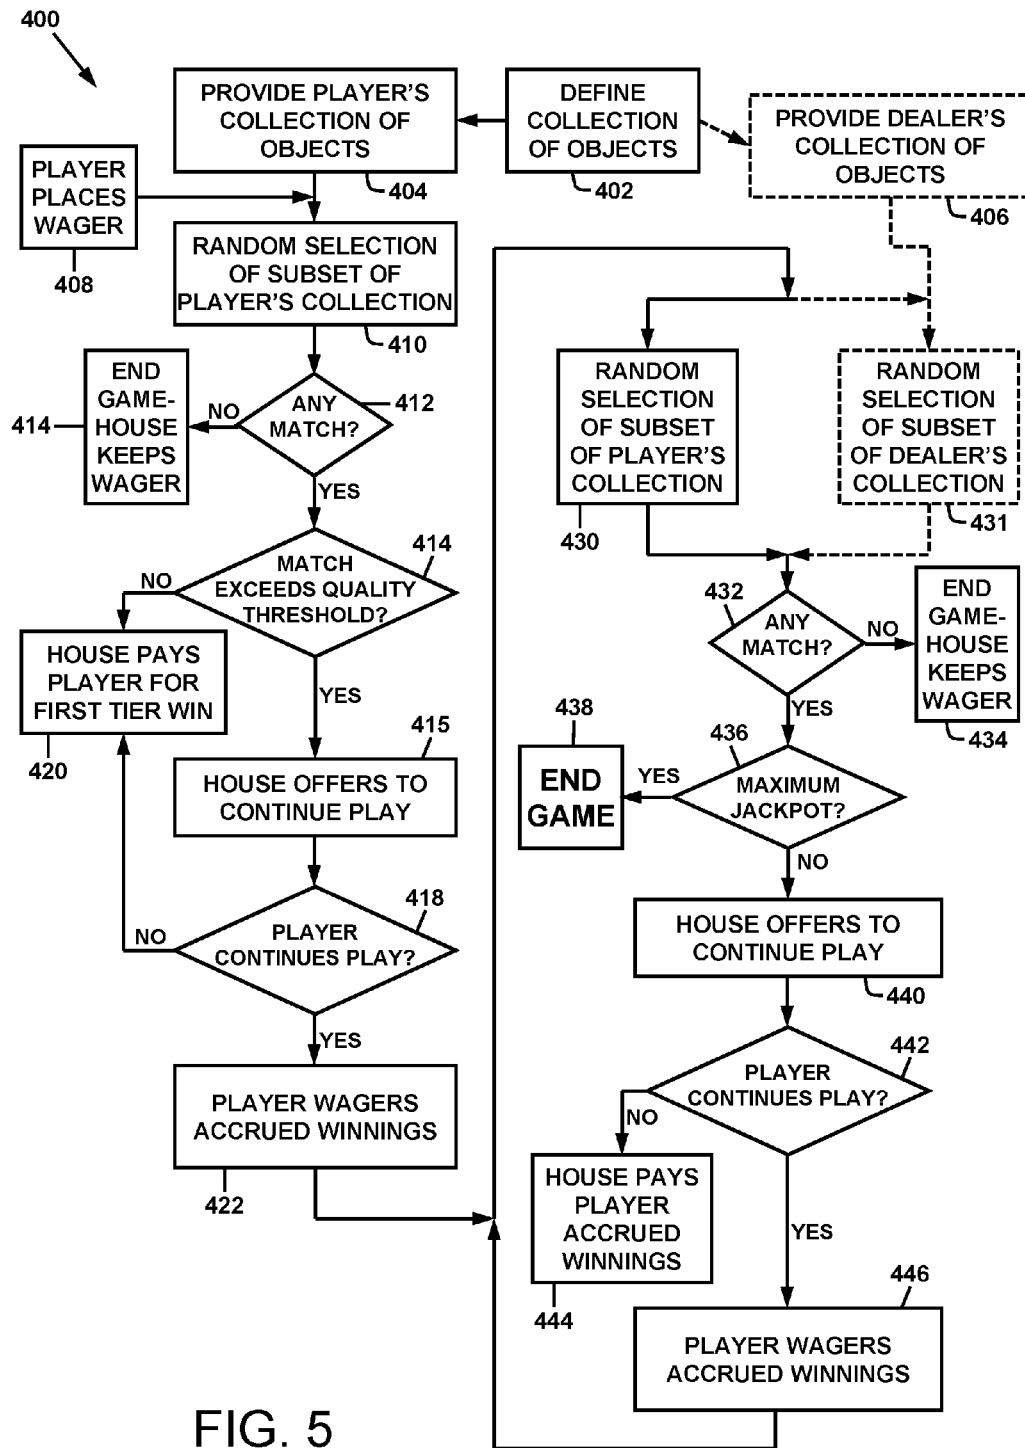 400
PROVIDE PLAYER'S
COLLECTION OF
OBJECTS
404
DEFINE
COLLECTION
OF OBJECTS
402
PROVIDE DEALER'S
COLLECTION OF
OBJECTS
406
PLAYER
PLACES
WAGER
408
RANDOM SELECTION
OF SUBSET OF
PLAYER'S COLLECTION
410
ANY
MATCH?
412
NO
END
GAME-
HOUSE
KEEPS
WAGER
414
YES
MATCH
EXCEEDS QUALITY
THRESHOLD?
414
NO
HOUSE PAYS
PLAYER FOR
FIRST TIER WIN
420
YES
415
HOUSE OFFERS TO
CONTINUE PLAY
418
PLAYER
CONTINUES PLAY?
NO
YES
PLAYER WAGERS
ACCRUED WINNINGS
422
RANDOM
SELECTION
OF SUBSET
OF PLAYER'S
COLLECTION
430
RANDOM
SELECTION
OF SUBSET
OF DEALER'S
COLLECTION
431
432
ANY
MATCH?
NO
END
GAME-
HOUSE
KEEPS
WAGER
434
YES
436
MAXIMUM
JACKPOT?
YES
438
END
GAME
NO
HOUSE OFFERS TO
CONTINUE PLAY
440
442
PLAYER
CONTINUES PLAY?
NO
HOUSE PAYS
PLAYER
ACCRUED
WINNINGS
444
YES
446
PLAYER WAGERS
ACCRUED WINNINGS
FIG. 5